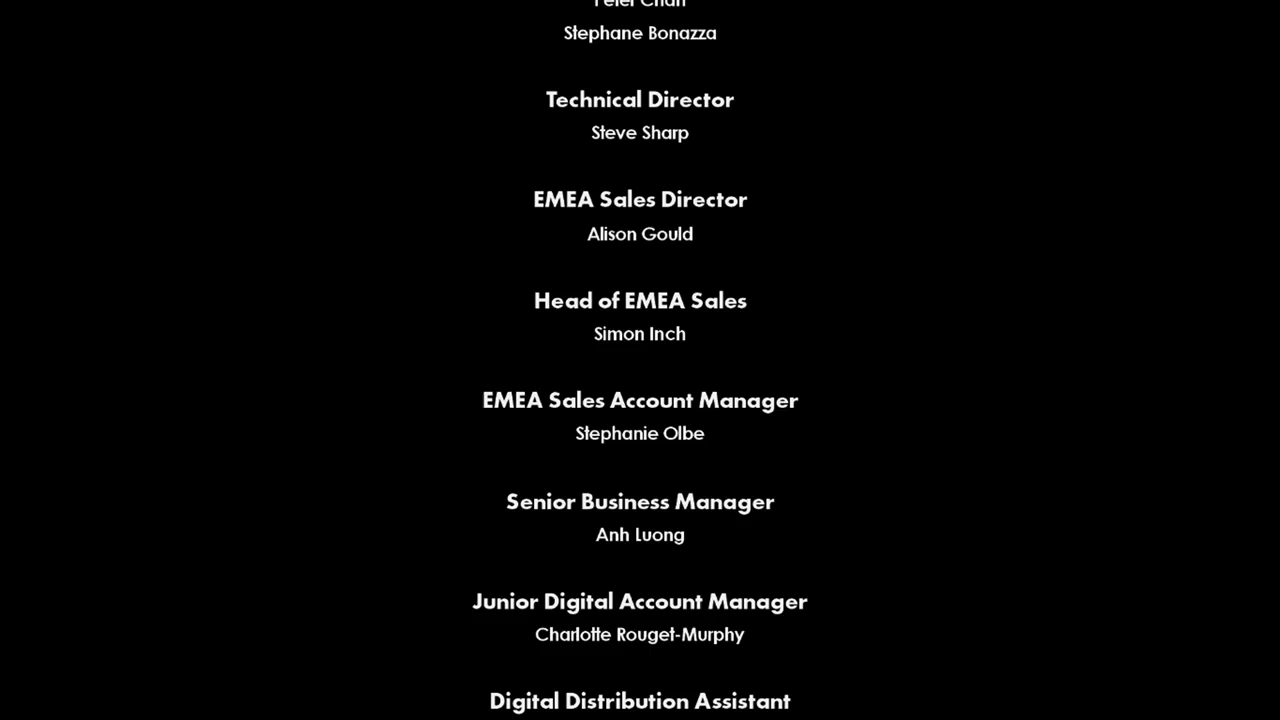 Stephane Bonazza
Technical Director
Steve Sharp
EMEA Sales Director
Alison Gould
Head of EMEA Sales
Simon Inch
EMEA Sales Account Manager
Stephanie Olbe
Senior Business Manager
Anh Luong
Junior Digital Account Manager
Charlotte Rouget-Murphy
Digital Distribution Assistant